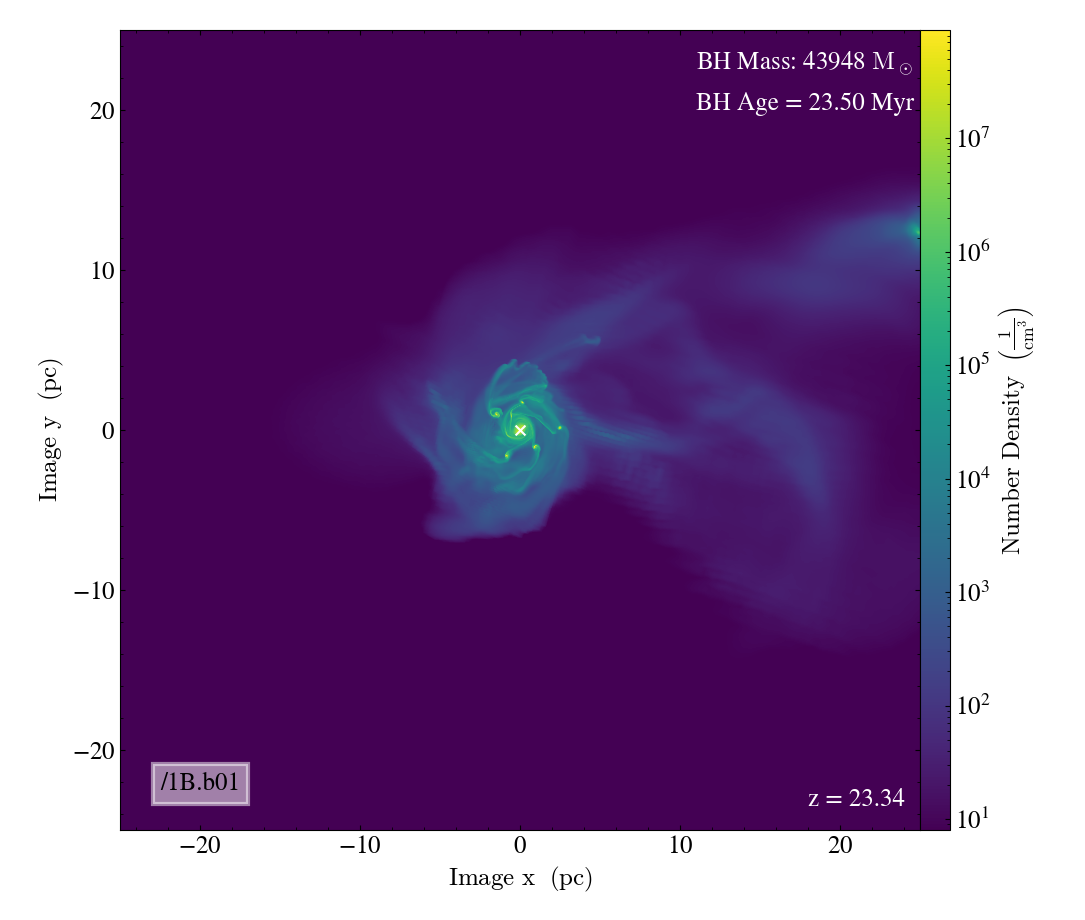 BH Mass: 43948 M☉
BH Age = 23.50 Myr
20
10
0
−10
−20
Image y (pc)
/1B.b01
z = 23.34
−20 −10 0 10 20
Image x (pc)
10⁷
10⁶
10⁵
10⁴
10³
10²
10¹
Number Density (1/cm³)